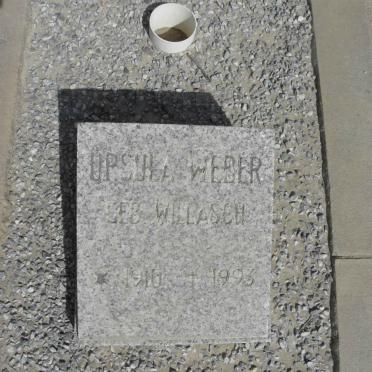 URSULA WEBER
GEB. WILLASCH
* 1910 † 1993